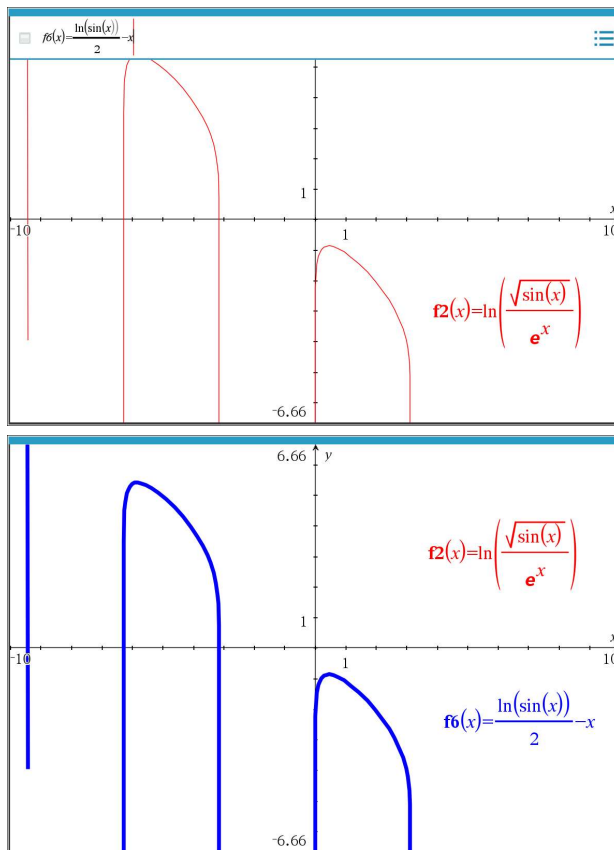 f6(x)=ln(sin(x))/2-x
1
x
-10
1
10
f2(x)=ln(√sin(x)/e^x)
-6.66
6.66
y
f2(x)=ln(√sin(x)/e^x)
1
x
-10
1
10
f6(x)=ln(sin(x))/2-x
-6.66